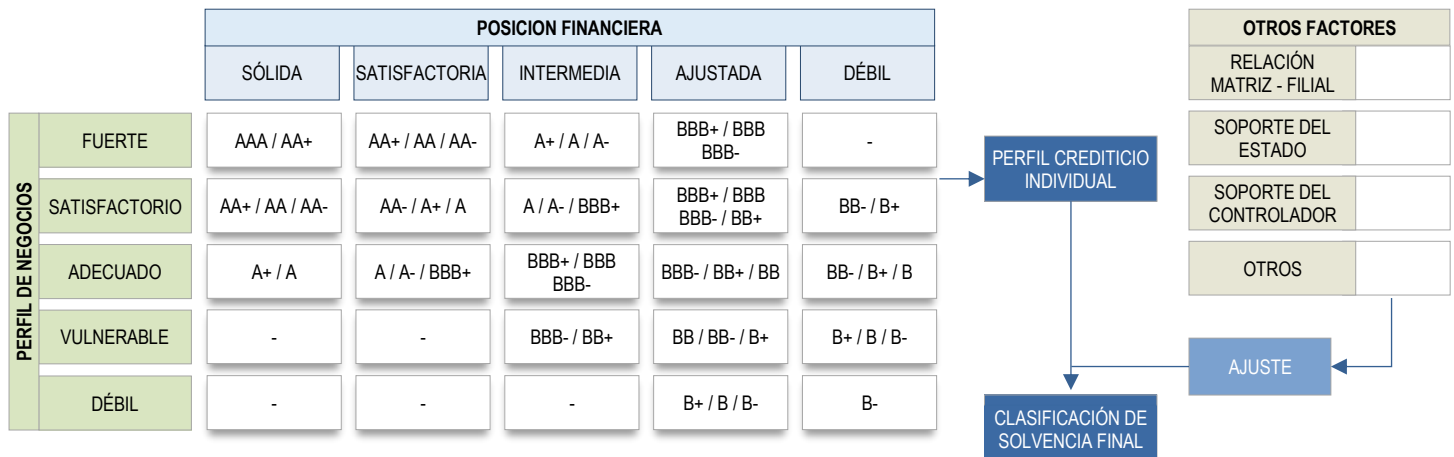 POSICION FINANCIERA
SÓLIDA
SATISFACTORIA
INTERMEDIA
AJUSTADA
DÉBIL
PERFIL DE NEGOCIOS
FUERTE
AAA / AA+
AA+ / AA / AA-
A+ / A / A-
BBB+ / BBB
BBB-
-
SATISFACTORIO
AA+ / AA / AA-
AA- / A+ / A
A / A- / BBB+
BBB+ / BBB
BBB- / BB+
BB- / B+
ADECUADO
A+ / A
A / A- / BBB+
BBB+ / BBB
BBB-
BBB- / BB+ / BB
BB- / B+ / B
VULNERABLE
-
-
BBB- / BB+
BB / BB- / B+
B+ / B / B-
DÉBIL
-
-
-
B+ / B / B-
B-
PERFIL CREDITICIO
INDIVIDUAL
CLASIFICACIÓN DE
SOLVENCIA FINAL
OTROS FACTORES
RELACIÓN
MATRIZ - FILIAL
SOPORTE DEL
ESTADO
SOPORTE DEL
CONTROLADOR
OTROS
AJUSTE